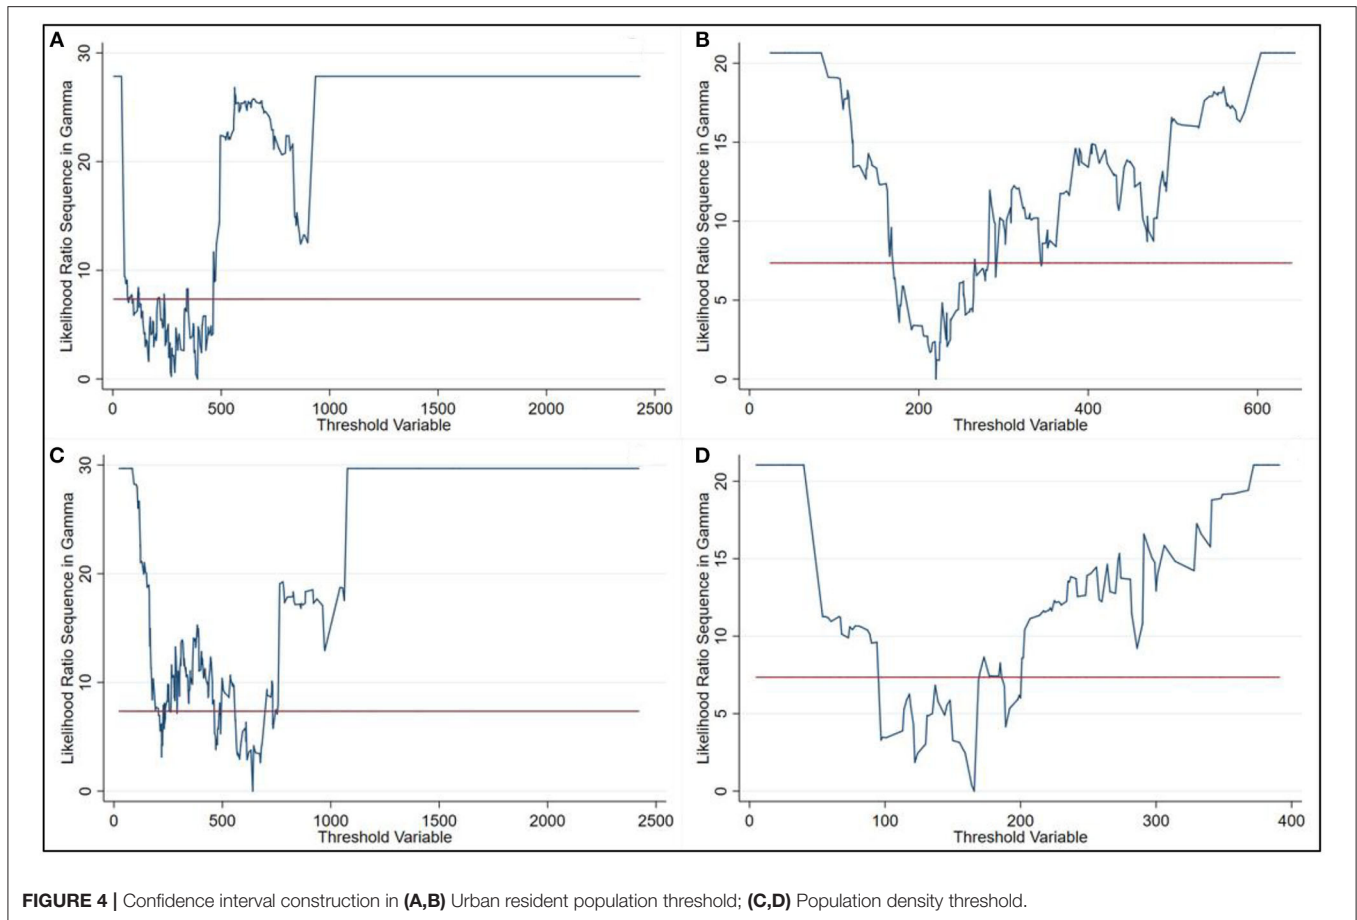 A
Likelihood Ratio Sequence in Gamma
30
20
10
0
0 500 1000 1500 2000 2500
Threshold Variable
B
Likelihood Ratio Sequence in Gamma
20
15
10
5
0
0 200 400 600
Threshold Variable
C
Likelihood Ratio Sequence in Gamma
30
20
10
0
0 500 1000 1500 2000 2500
Threshold Variable
D
Likelihood Ratio Sequence in Gamma
20
15
10
5
0
0 100 200 300 400
Threshold Variable
FIGURE 4 | Confidence interval construction in (A,B) Urban resident population threshold; (C,D) Population density threshold.